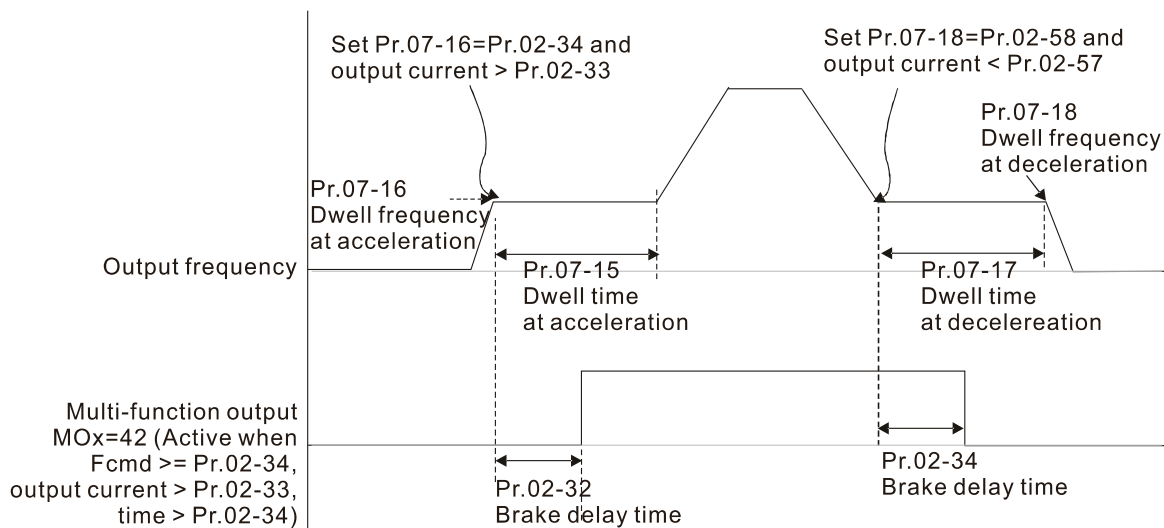 Set Pr.07-16=Pr.02-34 and
output current > Pr.02-33
Set Pr.07-18=Pr.02-58 and
output current < Pr.02-57
Pr.07-18
Dwell frequency
at deceleration
Pr.07-16
Dwell frequency
at acceleration
Output frequency
Pr.07-15
Dwell time
at acceleration
Pr.07-17
Dwell time
at decelereation
Multi-function output
MOx=42 (Active when
Fcmd >= Pr.02-34,
output current > Pr.02-33,
time > Pr.02-34)
Pr.02-32
Brake delay time
Pr.02-34
Brake delay time